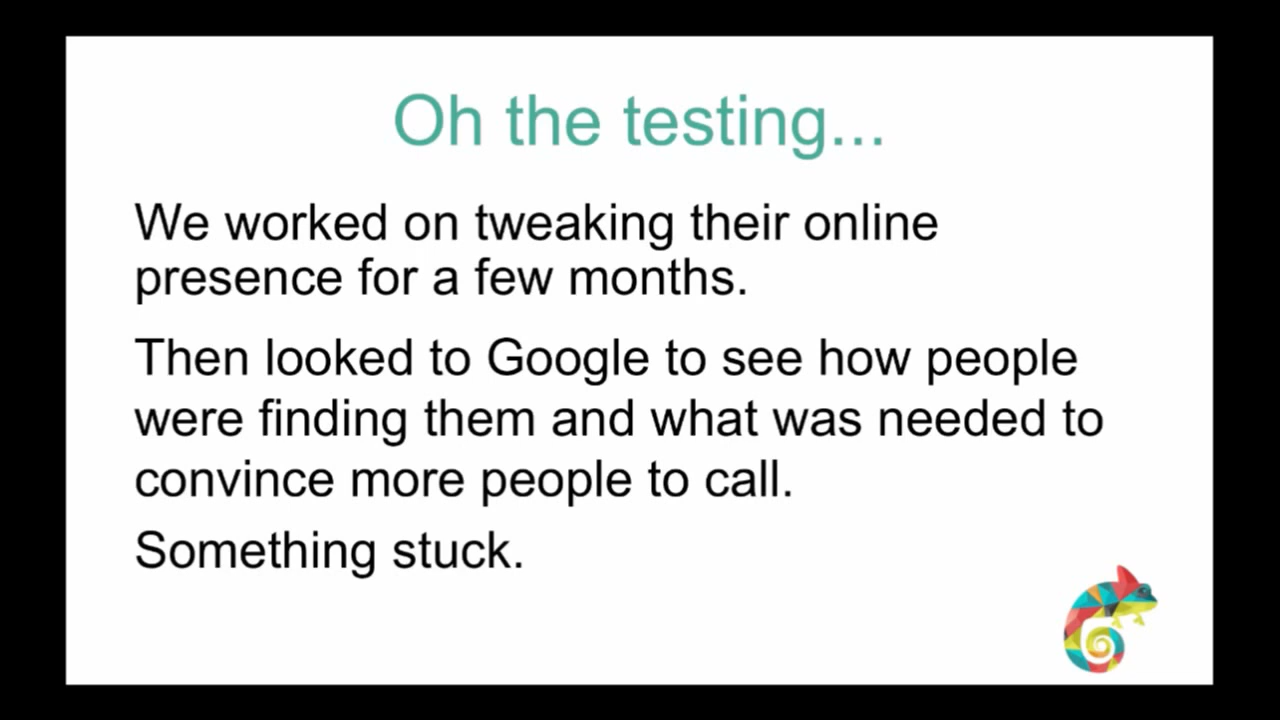 Oh the testing...
We worked on tweaking their online
presence for a few months.
Then looked to Google to see how people
were finding them and what was needed to
convince more people to call.
Something stuck.